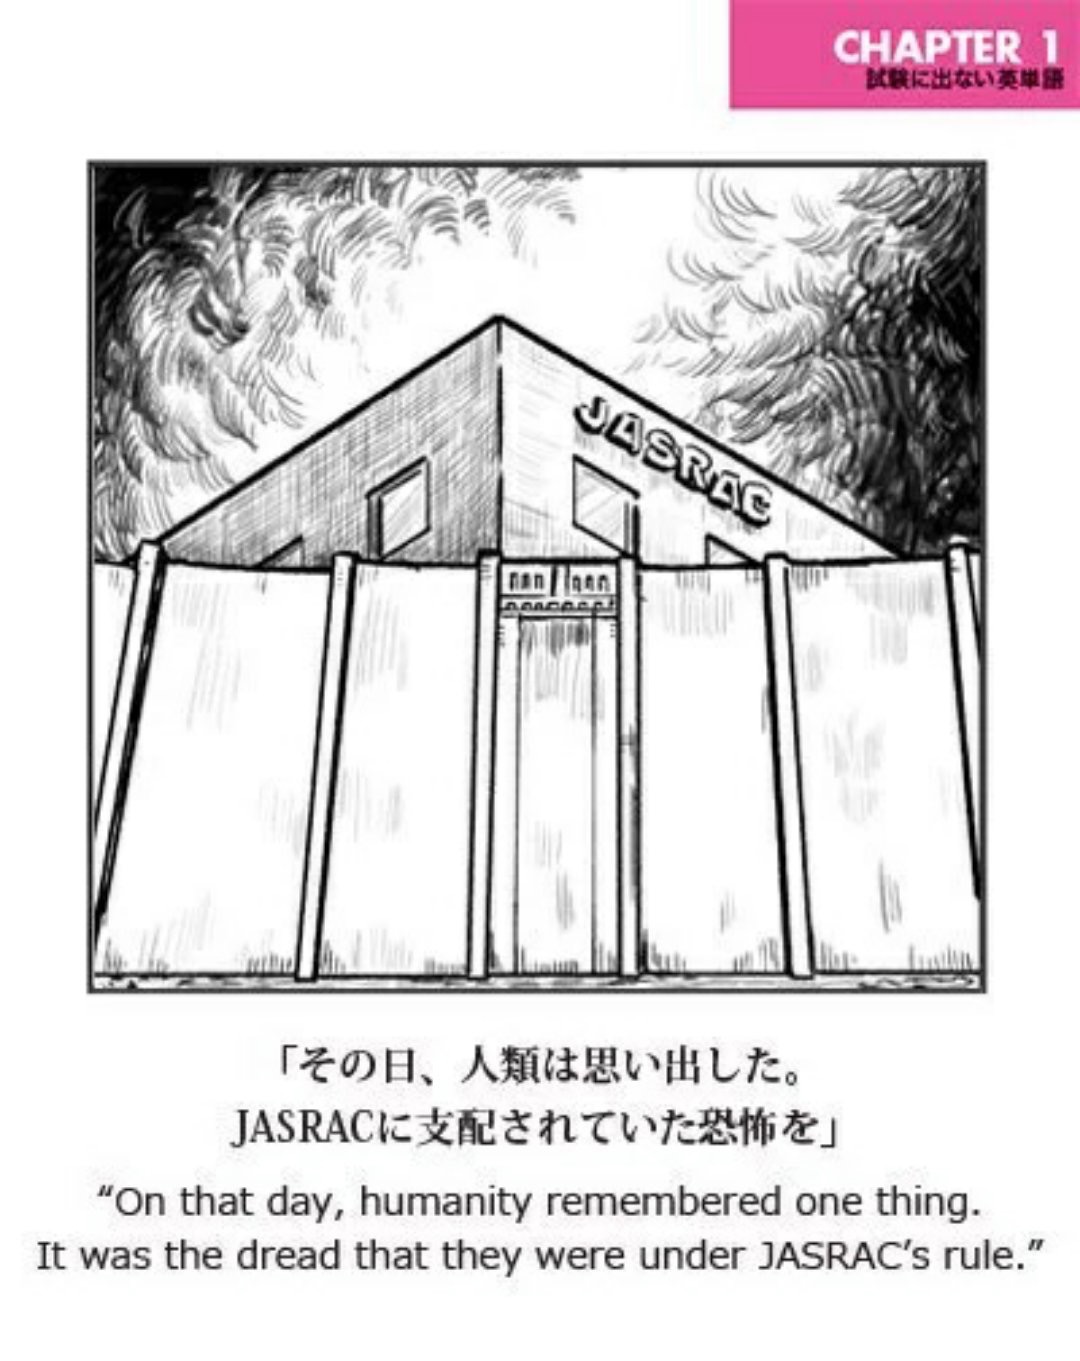 CHAPTER 1
試験に出ない英単語
JASRAC
「その日、人類は思い出した。
JASRACに支配されていた恐怖を」
“On that day, humanity remembered one thing.
It was the dread that they were under JASRAC’s rule.”